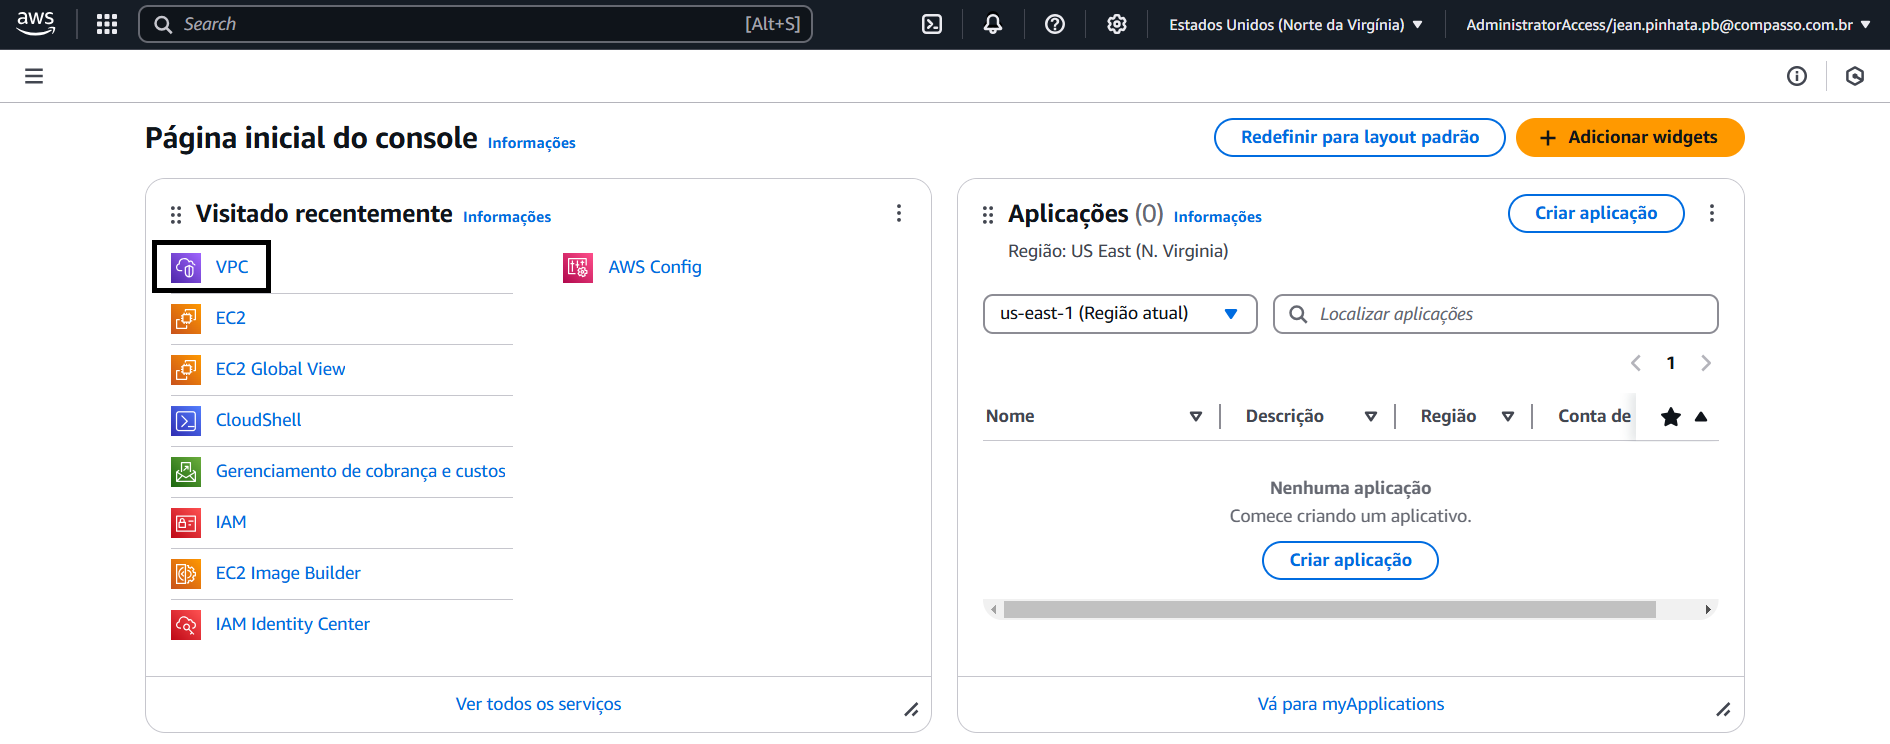 aws
Search
[Alt+S]
Estados Unidos (Norte da Virgínia)
AdministratorAccess/jean.pinhata.pb@compasso.com.br
Página inicial do console
Informações
Redefinir para layout padrão
+ Adicionar widgets
Visitado recentemente
Informações
VPC
EC2
EC2 Global View
CloudShell
Gerenciamento de cobrança e custos
IAM
EC2 Image Builder
IAM Identity Center
AWS Config
Ver todos os serviços
Aplicações (0)
Informações
Criar aplicação
Região: US East (N. Virginia)
us-east-1 (Região atual)
Localizar aplicações
1
Nome
Descrição
Região
Conta de
Nenhuma aplicação
Comece criando um aplicativo.
Criar aplicação
Vá para myApplications